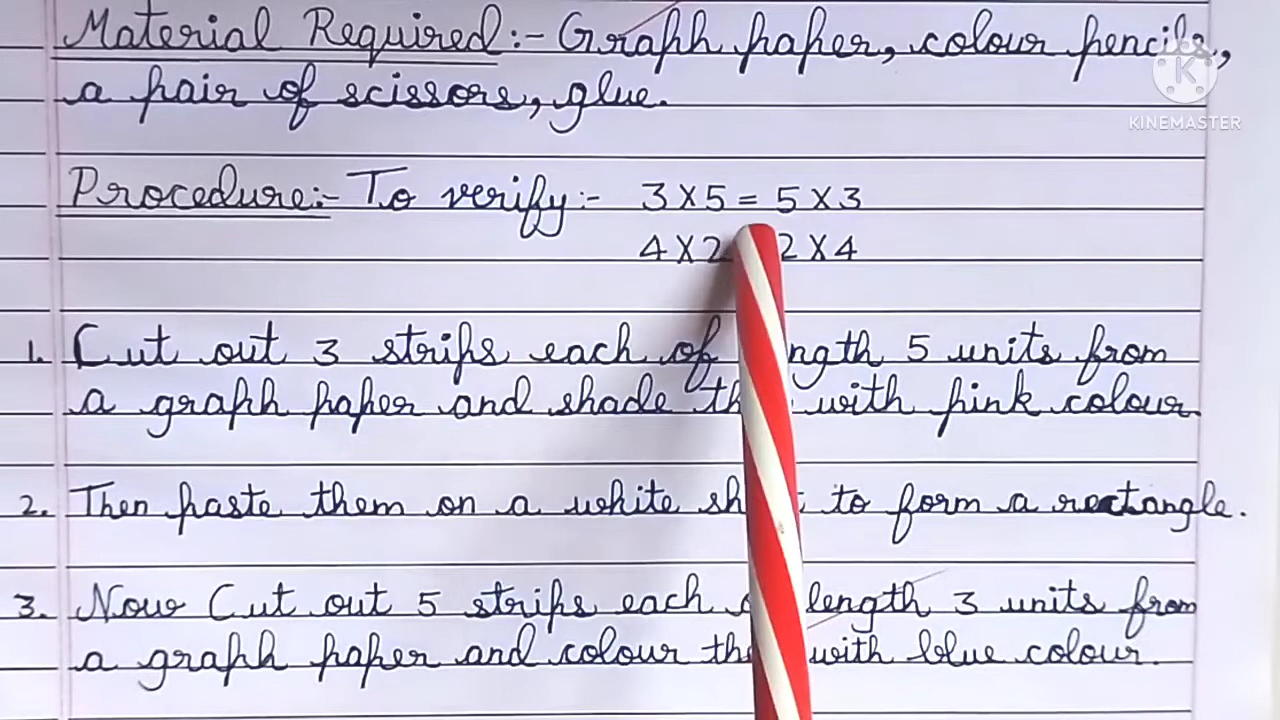 Material Required:- Graph paper, colour pencils,
a pair of scissors, glue.
KINEMASTER
Procedure:- To verify:- 3 X 5 = 5 X 3
4 X 2 2 X 4
1. Cut out 3 strips each of ngth 5 units from
a graph paper and shade th with pink colour.
2. Then paste them on a white sh to form a rectangle.
3. Now Cut out 5 strips each length 3 units from
a graph paper and colour the with blue colour.